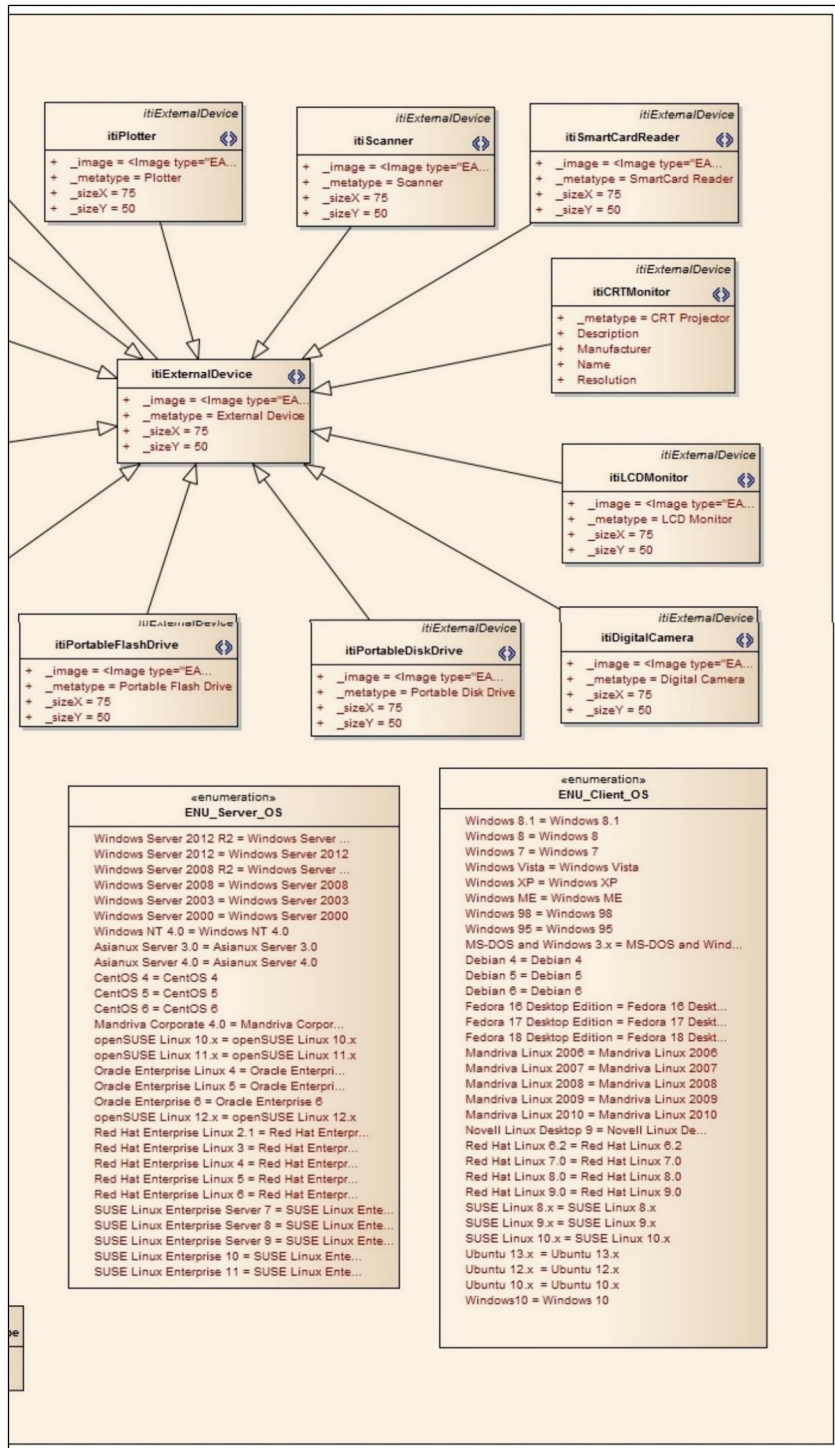 itiExternalDevice
itiPlotter
+ _image = <Image type="EA...
+ _metatype = Plotter
+ _sizeX = 75
+ _sizeY = 50
itiExternalDevice
itiScanner
+ _image = <Image type="EA...
+ _metatype = Scanner
+ _sizeX = 75
+ _sizeY = 50
itiExternalDevice
itiSmartCardReader
+ _image = <Image type="EA...
+ _metatype = SmartCard Reader
+ _sizeX = 75
+ _sizeY = 50
itiExternalDevice
itiCRTMonitor
+ _metatype = CRT Projector
+ Description
+ Manufacturer
+ Name
+ Resolution
itiExternalDevice
+ _image = <Image type="EA...
+ _metatype = External Device
+ _sizeX = 75
+ _sizeY = 50
itiExternalDevice
itiLCDMonitor
+ _image = <Image type="EA...
+ _metatype = LCD Monitor
+ _sizeX = 75
+ _sizeY = 50
itiExternalDevice
itiPortableFlashDrive
+ _image = <Image type="EA...
+ _metatype = Portable Flash Drive
+ _sizeX = 75
+ _sizeY = 50
itiExternalDevice
itiPortableDiskDrive
+ _image = <Image type="EA...
+ _metatype = Portable Disk Drive
+ _sizeX = 75
+ _sizeY = 50
itiExternalDevice
itiDigitalCamera
+ _image = <Image type="EA...
+ _metatype = Digital Camera
+ _sizeX = 75
+ _sizeY = 50
«enumeration»
ENU_Server_OS
Windows Server 2012 R2 = Windows Server ...
Windows Server 2012 = Windows Server 2012
Windows Server 2008 R2 = Windows Server ...
Windows Server 2008 = Windows Server 2008
Windows Server 2003 = Windows Server 2003
Windows Server 2000 = Windows Server 2000
Windows NT 4.0 = Windows NT 4.0
Asianux Server 3.0 = Asianux Server 3.0
Asianux Server 4.0 = Asianux Server 4.0
CentOS 4 = CentOS 4
CentOS 5 = CentOS 5
CentOS 6 = CentOS 6
Mandriva Corporate 4.0 = Mandriva Corpor...
openSUSE Linux 10.x = openSUSE Linux 10.x
openSUSE Linux 11.x = openSUSE Linux 11.x
Oracle Enterprise Linux 4 = Oracle Enterpri...
Oracle Enterprise Linux 5 = Oracle Enterpri...
Oracle Enterprise 6 = Oracle Enterprise 6
openSUSE Linux 12.x = openSUSE Linux 12.x
Red Hat Enterprise Linux 2.1 = Red Hat Enterpr...
Red Hat Enterprise Linux 3 = Red Hat Enterpr...
Red Hat Enterprise Linux 4 = Red Hat Enterpr...
Red Hat Enterprise Linux 5 = Red Hat Enterpr...
Red Hat Enterprise Linux 6 = Red Hat Enterpr...
SUSE Linux Enterprise Server 7 = SUSE Linux Ente...
SUSE Linux Enterprise Server 8 = SUSE Linux Ente...
SUSE Linux Enterprise Server 9 = SUSE Linux Ente...
SUSE Linux Enterprise 10 = SUSE Linux Ente...
SUSE Linux Enterprise 11 = SUSE Linux Ente...
«enumeration»
ENU_Client_OS
Windows 8.1 = Windows 8.1
Windows 8 = Windows 8
Windows 7 = Windows 7
Windows Vista = Windows Vista
Windows XP = Windows XP
Windows ME = Windows ME
Windows 98 = Windows 98
Windows 95 = Windows 95
MS-DOS and Windows 3.x = MS-DOS and Wind...
Debian 4 = Debian 4
Debian 5 = Debian 5
Debian 6 = Debian 6
Fedora 16 Desktop Edition = Fedora 16 Deskt...
Fedora 17 Desktop Edition = Fedora 17 Deskt...
Fedora 18 Desktop Edition = Fedora 18 Deskt...
Mandriva Linux 2006 = Mandriva Linux 2006
Mandriva Linux 2007 = Mandriva Linux 2007
Mandriva Linux 2008 = Mandriva Linux 2008
Mandriva Linux 2009 = Mandriva Linux 2009
Mandriva Linux 2010 = Mandriva Linux 2010
Novell Linux Desktop 9 = Novell Linux De...
Red Hat Linux 6.2 = Red Hat Linux 6.2
Red Hat Linux 7.0 = Red Hat Linux 7.0
Red Hat Linux 8.0 = Red Hat Linux 8.0
Red Hat Linux 9.0 = Red Hat Linux 9.0
SUSE Linux 8.x = SUSE Linux 8.x
SUSE Linux 9.x = SUSE Linux 9.x
SUSE Linux 10.x = SUSE Linux 10.x
Ubuntu 13.x = Ubuntu 13.x
Ubuntu 12.x = Ubuntu 12.x
Ubuntu 10.x = Ubuntu 10.x
Windows10 = Windows 10